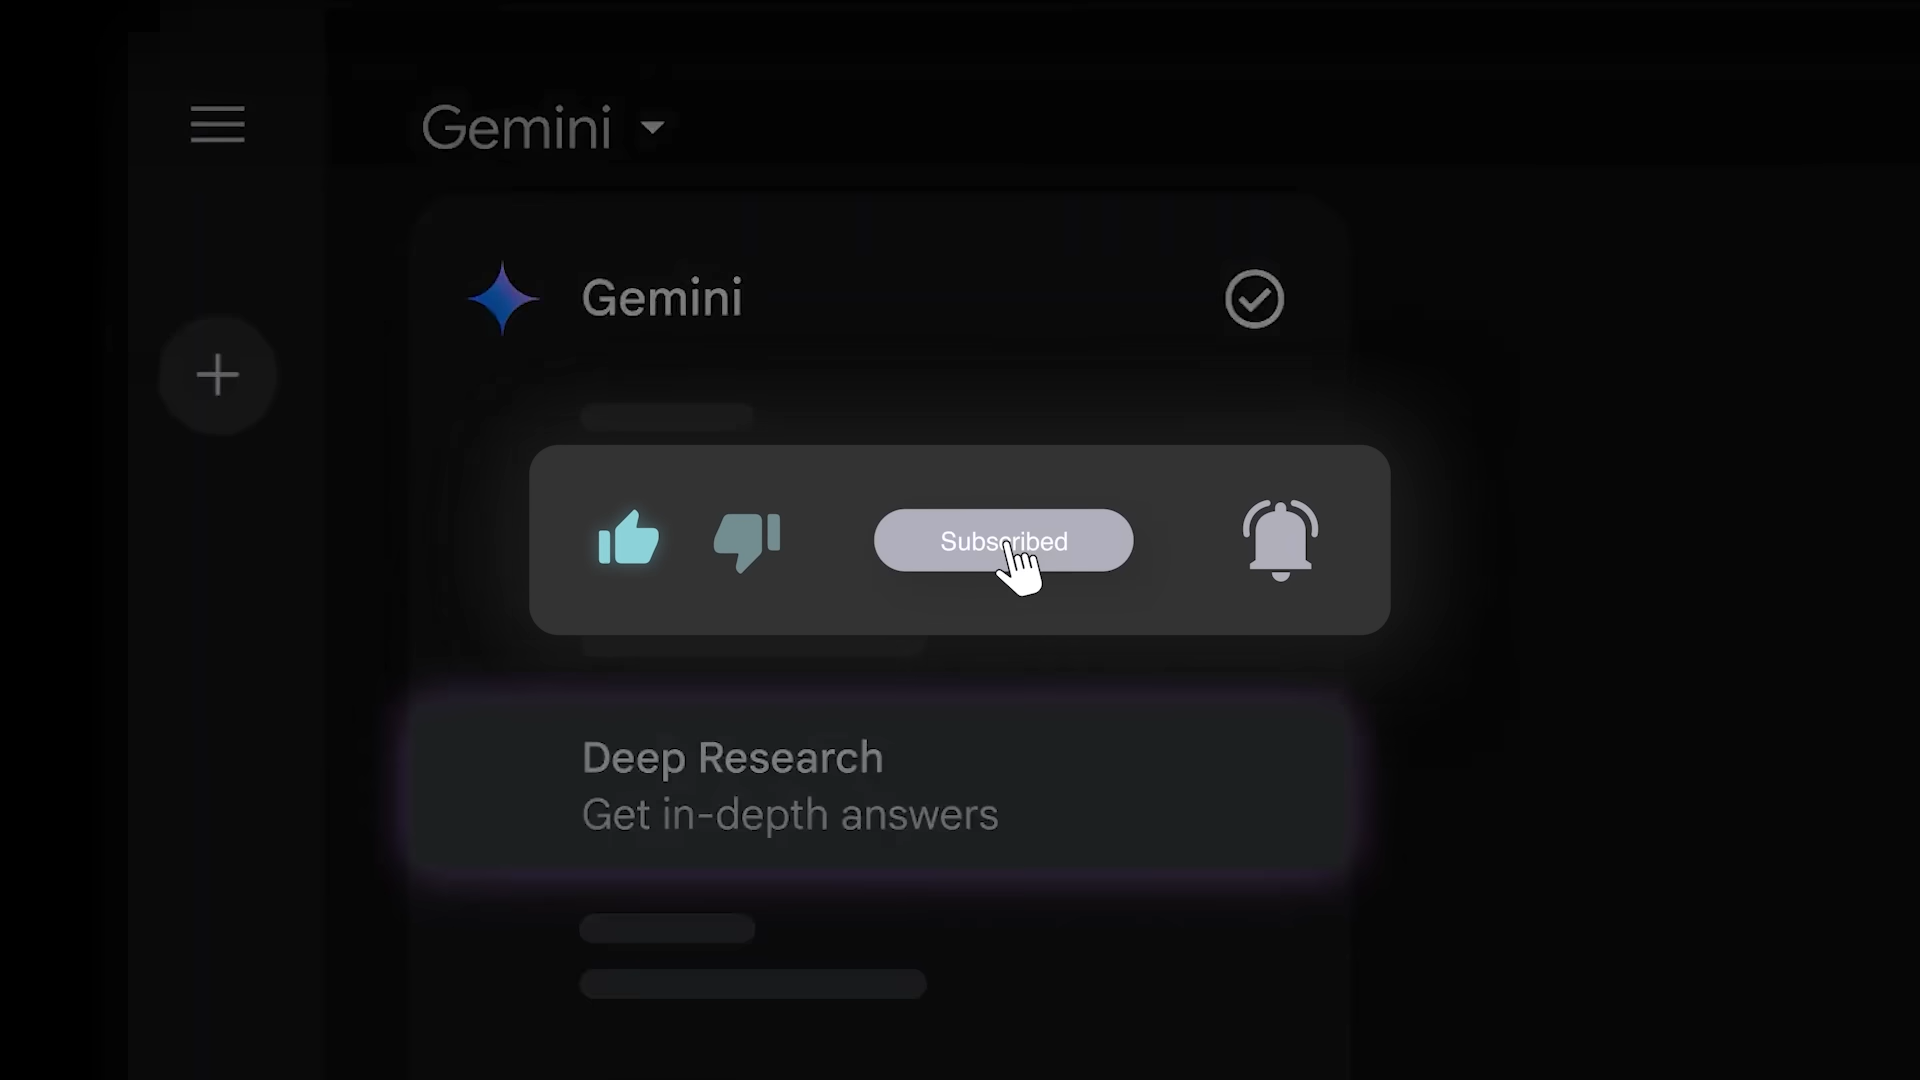 Gemini
Gemini
Subscribed
Deep Research
Get in-depth answers